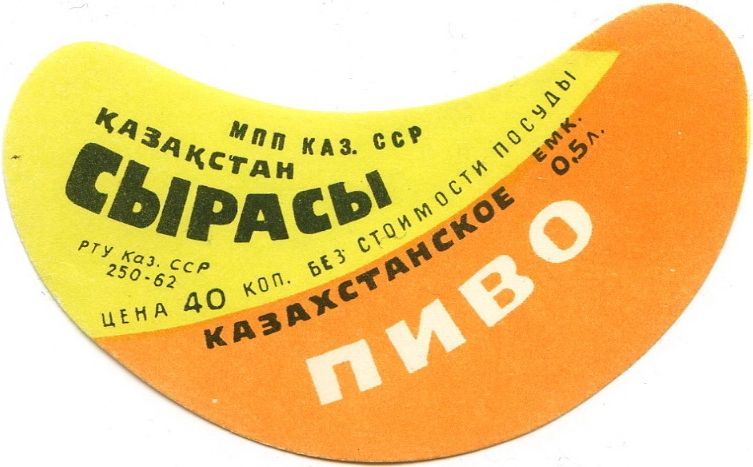 МПП КАЗ. ССР
ҚАЗАҚСТАН
СЫРАСЫ
РТУ Каз. ССР
250-62
ЦЕНА 40 КОП. БЕЗ СТОИМОСТИ ПОСУДЫ
КАЗАХСТАНСКОЕ
ЕМК.
0,5 л.
ПИВО